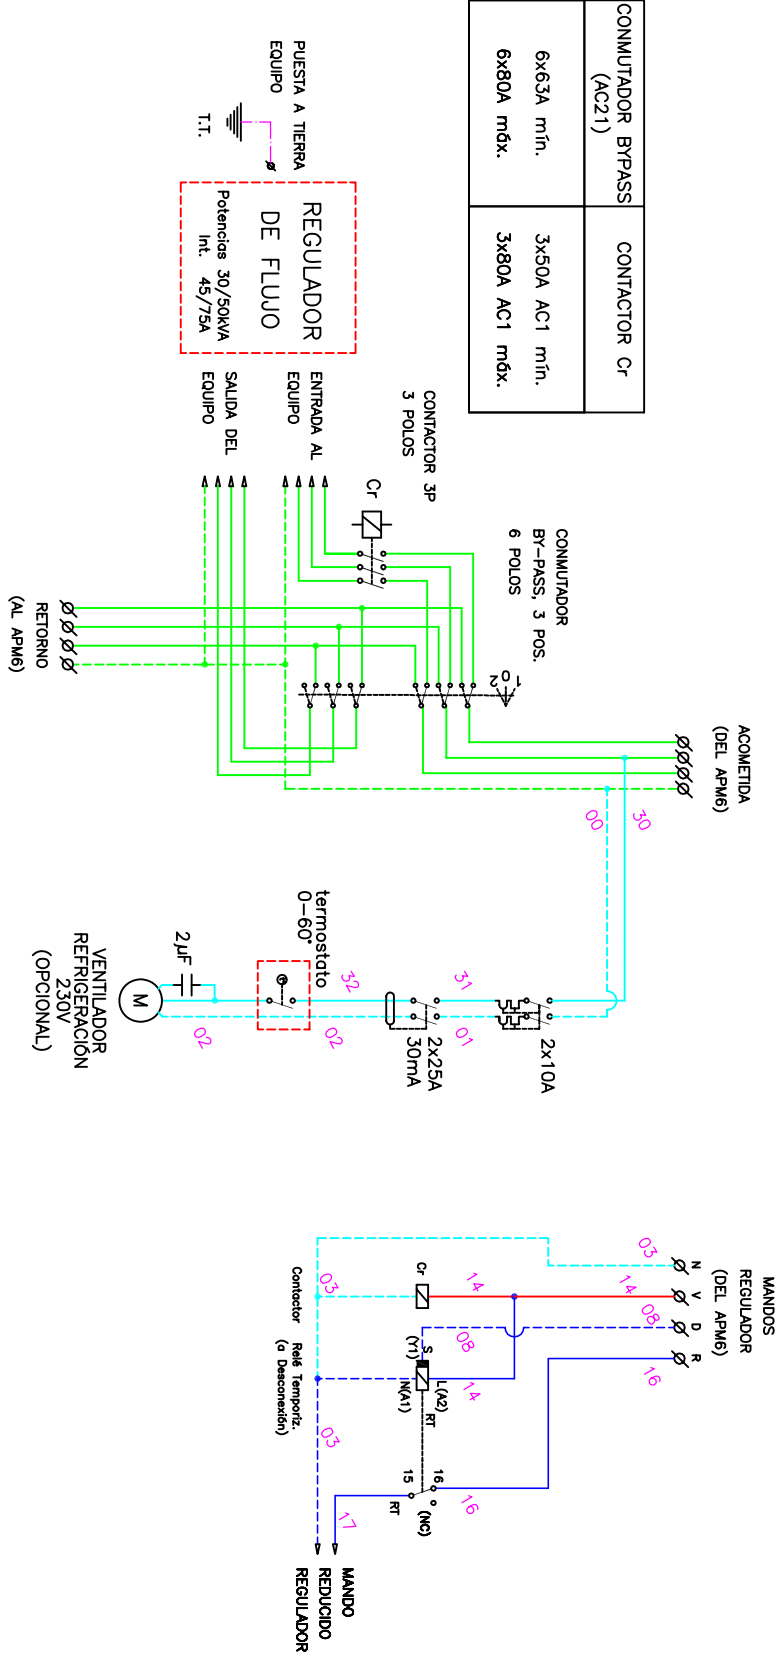 CONMUTADOR BYPASS
(AC21)
CONTACTOR Cr
6x63A mín.
6x80A máx.
3x50A AC1 mín.
3x80A AC1 máx.
PUESTA A TIERRA
EQUIPO
T.T.
REGULADOR
DE FLUJO
Potencias 30/50kVA
Int. 45/75A
ENTRADA AL
EQUIPO
SALIDA DEL
EQUIPO
CONTACTOR 3P
3 POLOS
Cr
CONMUTADOR
BY-PASS, 3 POS.
6 POLOS
1
0
2
RETORNO
(AL APM6)
ACOMETIDA
(DEL APM6)
30
00
2x10A
31
01
2x25A
30mA
32
02
termostato
0-60°
02
2µF
M
VENTILADOR
REFRIGERACIÓN
230V
(OPCIONAL)
MANDOS
REGULADOR
(DEL APM6)
N
V
D
R
03
14
08
16
Cr
14
03
08
S
(Y1)
L(A2)
14
N(A1)
RT
Contactor
Relé Temporiz.
(a Desconexión)
03
16
15
16
(NC)
RT
17
MANDO
REDUCIDO
REGULADOR